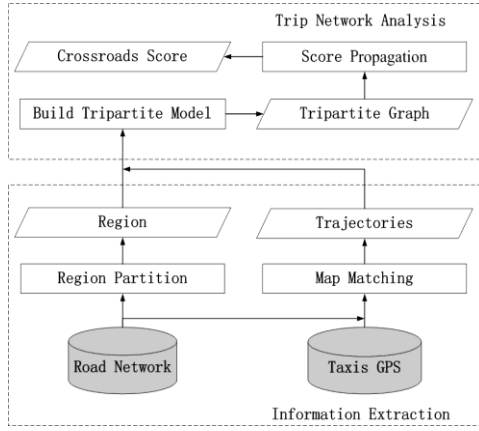 Trip Network Analysis
Crossroads Score
Score Propagation
Build Tripartite Model
Tripartite Graph
Region
Trajectories
Region Partition
Map Matching
Road Network
Taxis GPS
Information Extraction